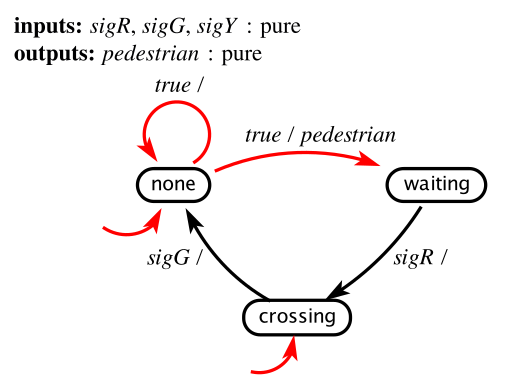 inputs: sigR, sigG, sigY : pure
outputs: pedestrian : pure
true /
true / pedestrian
none
waiting
sigG /
sigR /
crossing